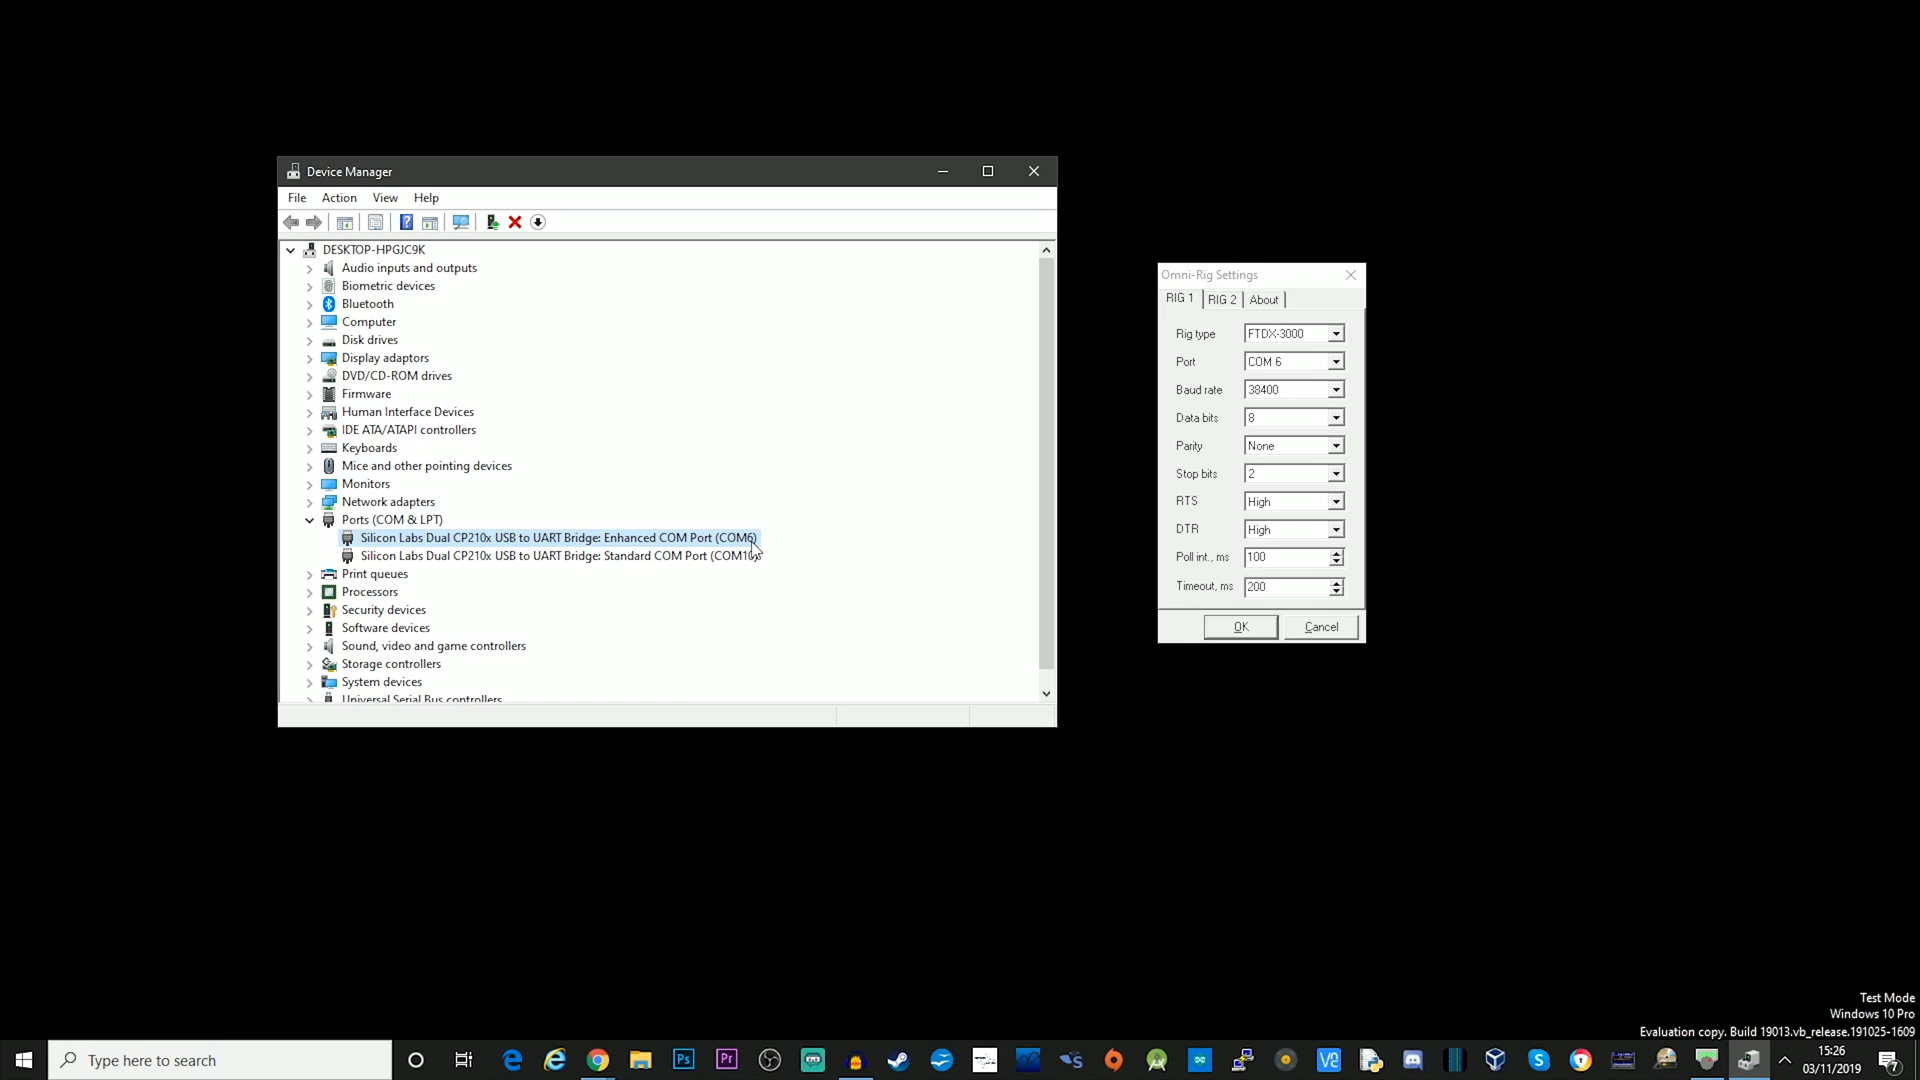 Device Manager
File Action View Help
DESKTOP-HPGJC9K
Audio inputs and outputs
Biometric devices
Bluetooth
Computer
Disk drives
Display adaptors
DVD/CD-ROM drives
Firmware
Human Interface Devices
IDE ATA/ATAPI controllers
Keyboards
Mice and other pointing devices
Monitors
Network adapters
Ports (COM & LPT)
Silicon Labs Dual CP210x USB to UART Bridge: Enhanced COM Port (COM6)
Silicon Labs Dual CP210x USB to UART Bridge: Standard COM Port (COM10)
Print queues
Processors
Security devices
Software devices
Sound, video and game controllers
Storage controllers
System devices
Universal Serial Bus controllers
Omni-Rig Settings
RIG 1 RIG 2 About
Rig type FTDX-3000
Port COM 6
Baud rate 38400
Data bits 8
Parity None
Stop bits 2
RTS High
DTR High
Poll int., ms 100
Timeout, ms 200
OK Cancel
Test Mode
Windows 10 Pro
Evaluation copy. Build 19013.vb_release.191025-1609
Type here to search
Ps
Pr
15:26
03/11/2019
7